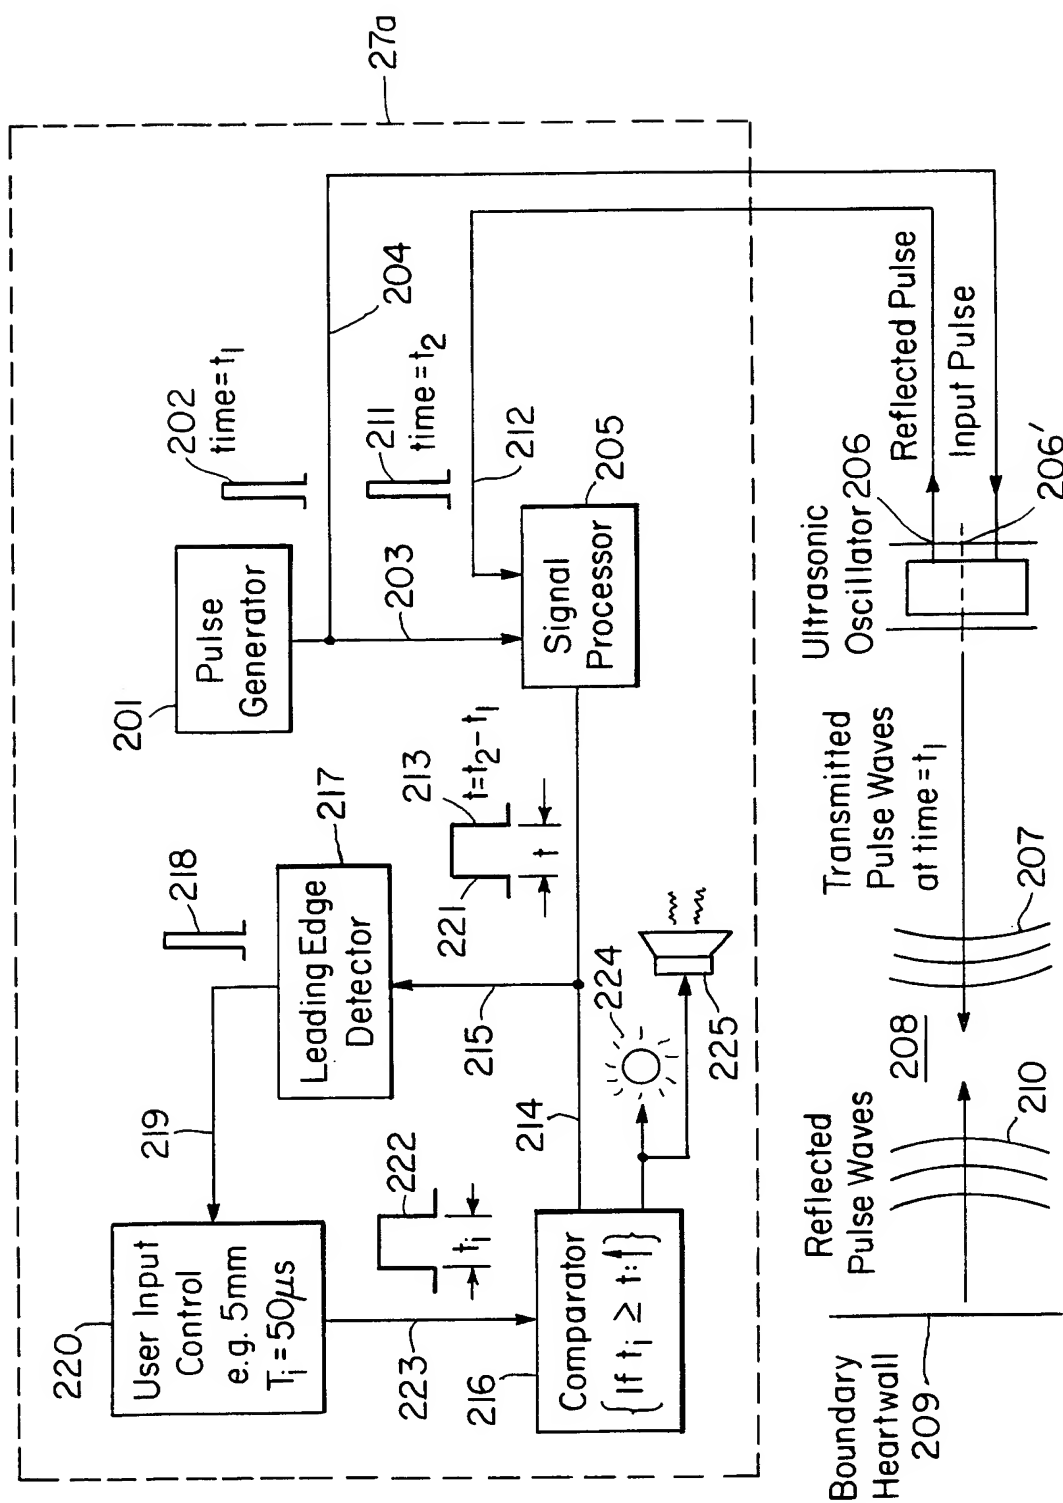 27a
202
time=t₁
204
211
time=t₂
212
201
Pulse
Generator
203
205
Signal
Processor
218
217
Leading Edge
Detector
213
t=t₂-t₁
221
t
215
219
220
User Input
Control
e.g. 5mm
Tᵢ=50μs
222
tᵢ
223
214
216
Comparator
{If tᵢ ≥ t:}
224
225
Ultrasonic
Oscillator 206
Reflected Pulse
Input Pulse
206'
Transmitted
Pulse Waves
at time=t₁
207
208
Reflected
Pulse Waves
210
Boundary
Heartwall
209